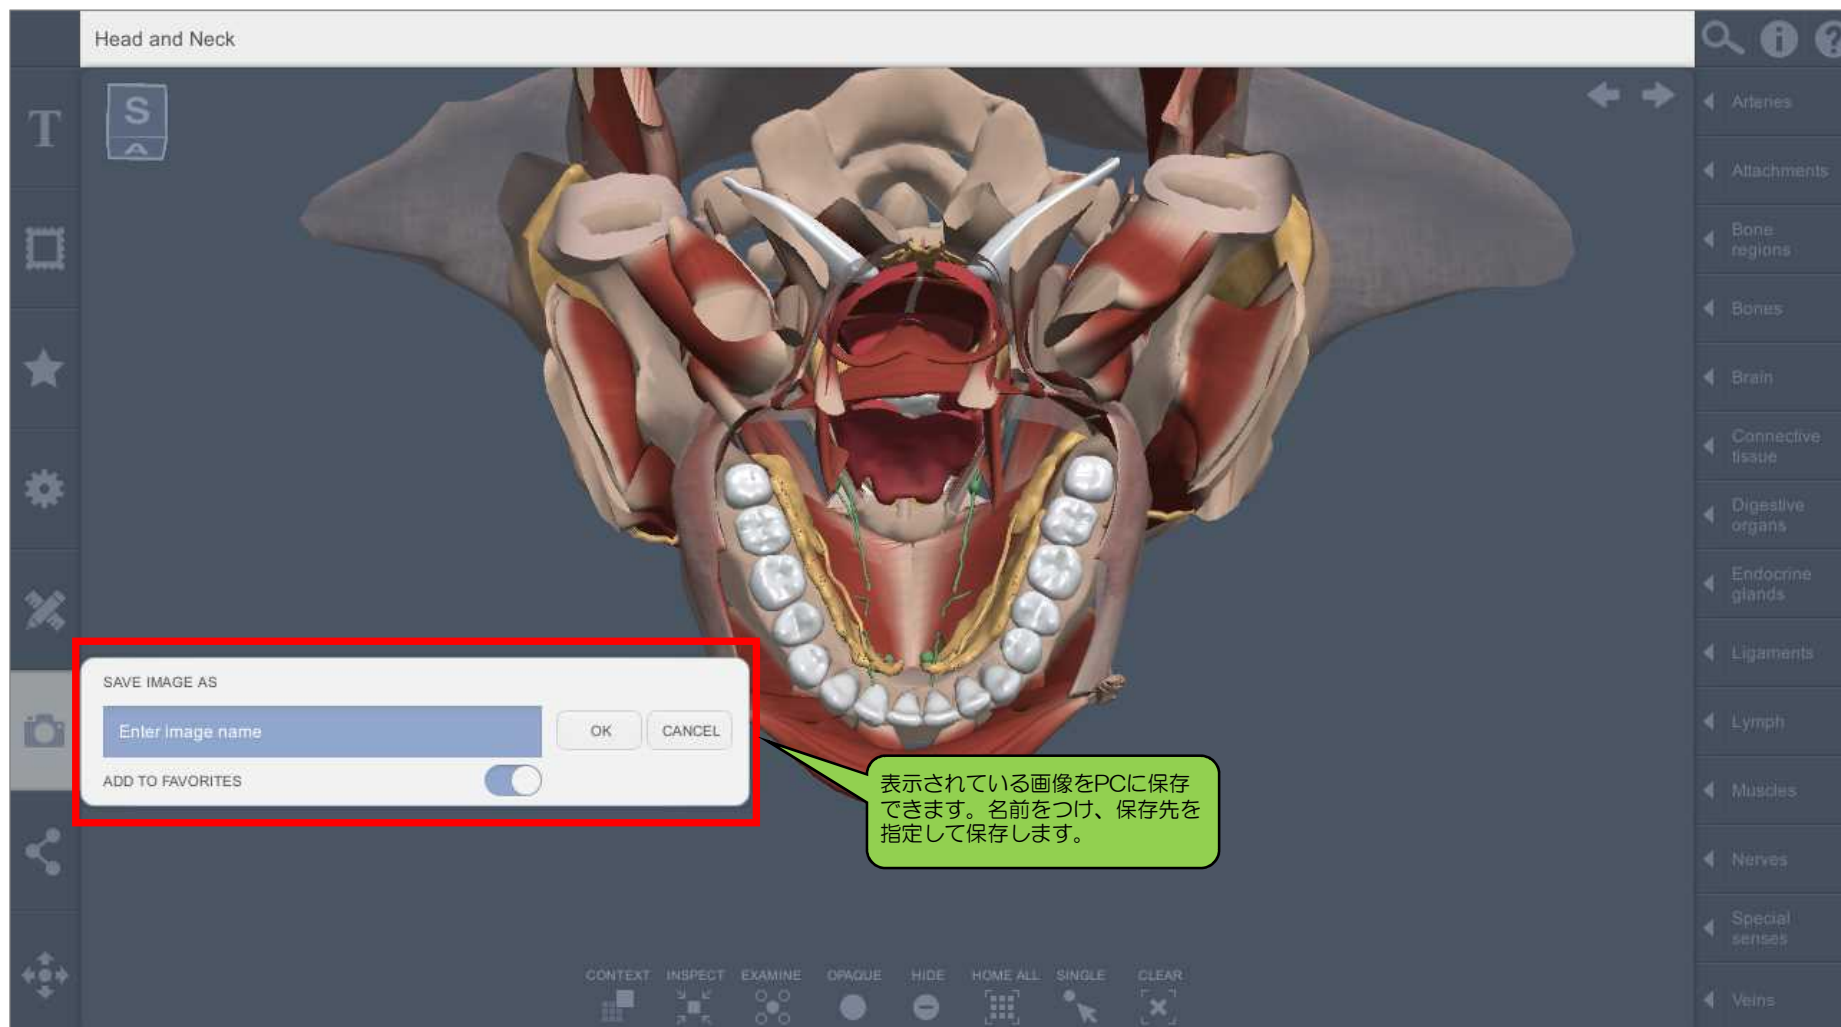 Head and Neck
S
A
T
Arteries
Attachments
Bone
regions
Bones
Brain
Connective
tissue
Digestive
organs
Endocrine
glands
Ligaments
Lymph
Muscles
Nerves
Special
senses
Veins
SAVE IMAGE AS
Enter image name
OK
CANCEL
ADD TO FAVORITES
表示されている画像をPCに保存
できます。名前をつけ、保存先を
指定して保存します。
CONTEXT
INSPECT
EXAMINE
OPAQUE
HIDE
HOME ALL
SINGLE
CLEAR